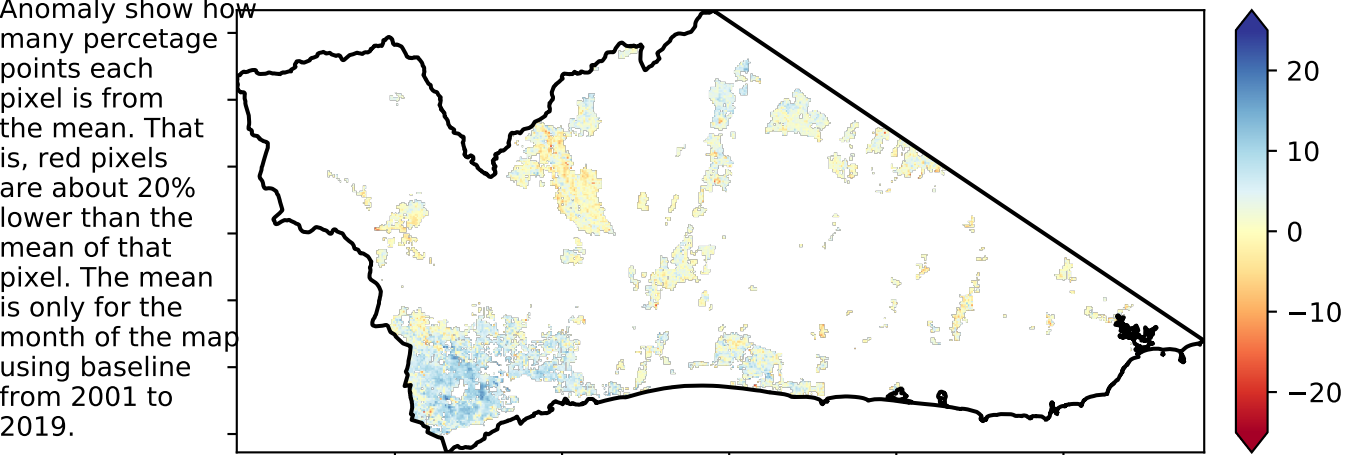 Anomaly show how
many percetage
points each
pixel is from
the mean. That
is, red pixels
are about 20%
lower than the
mean of that
pixel. The mean
is only for the
month of the map
using baseline
from 2001 to
2019.
20
10
0
−10
−20